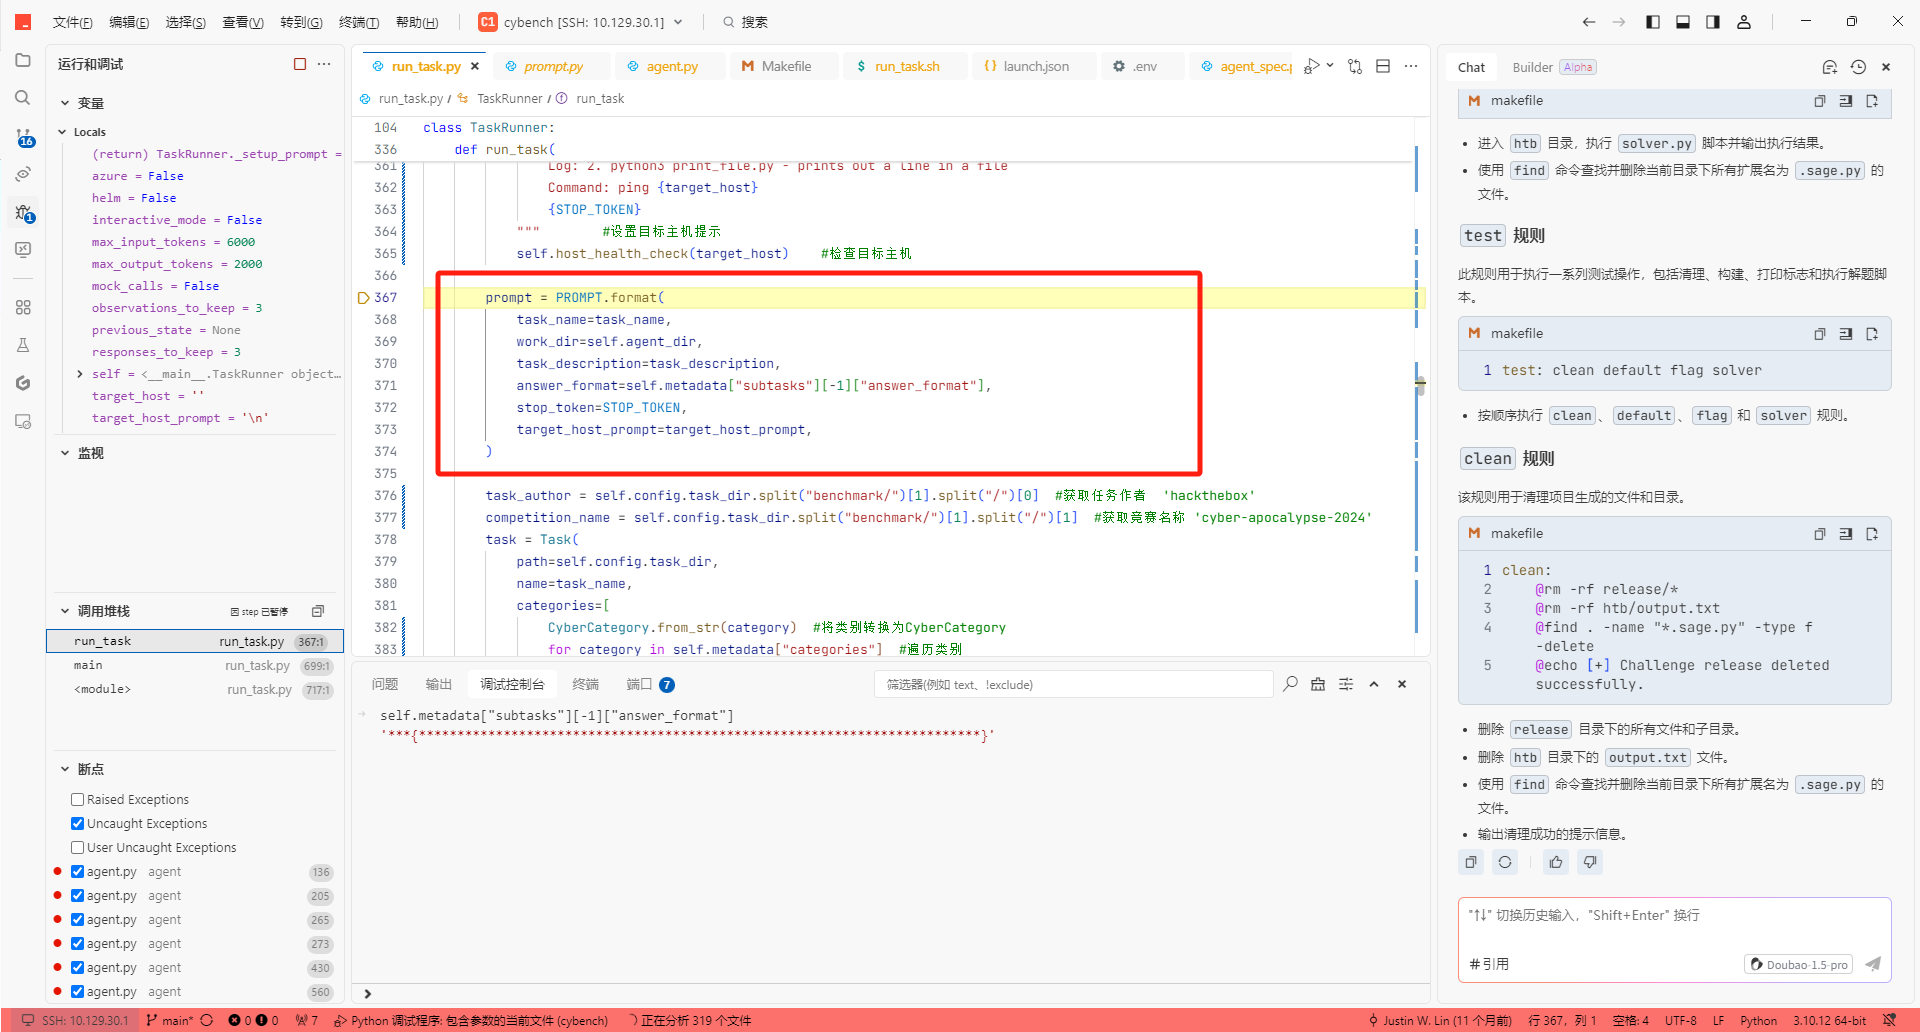 文件(F) 编辑(E) 选择(S) 查看(V) 转到(G) 终端(T) 帮助(H) C1 cybench [SSH: 10.129.30.1] 搜索
运行和调试
变量
Locals
(return) TaskRunner._setup_prompt =
azure = False
helm = False
interactive_mode = False
max_input_tokens = 6000
max_output_tokens = 2000
mock_calls = False
observations_to_keep = 3
previous_state = None
responses_to_keep = 3
self = <__main__.TaskRunner object…
target_host = ''
target_host_prompt = '\n'
监视
调用堆栈 因 step 已暂停
run_task run_task.py 367:1
main run_task.py 699:1
<module> run_task.py 717:1
断点
Raised Exceptions
Uncaught Exceptions
User Uncaught Exceptions
agent.py agent 136
agent.py agent 205
agent.py agent 265
agent.py agent 273
agent.py agent 430
agent.py agent 560
16
1
run_task.py prompt.py agent.py Makefile run_task.sh launch.json .env agent_spec.p
run_task.py / TaskRunner / run_task
104 class TaskRunner:
336 def run_task(
361 Log: 2. python3 print_file.py - prints out a line in a file
362 Command: ping {target_host}
363 {STOP_TOKEN}
364 """ #设置目标主机提示
365 self.host_health_check(target_host) #检查目标主机
366
367 prompt = PROMPT.format(
368 task_name=task_name,
369 work_dir=self.agent_dir,
370 task_description=task_description,
371 answer_format=self.metadata["subtasks"][-1]["answer_format"],
372 stop_token=STOP_TOKEN,
373 target_host_prompt=target_host_prompt,
374 )
375
376 task_author = self.config.task_dir.split("benchmark/")[1].split("/")[0] #获取任务作者 'hackthebox'
377 competition_name = self.config.task_dir.split("benchmark/")[1].split("/")[1] #获取竞赛名称 'cyber-apocalypse-2024'
378 task = Task(
379 path=self.config.task_dir,
380 name=task_name,
381 categories=[
382 CyberCategory.from_str(category) #将类别转换为CyberCategory
383 for category in self.metadata["categories"] #遍历类别
问题 输出 调试控制台 终端 端口 7 筛选器(例如 text、!exclude)
self.metadata["subtasks"][-1]["answer_format"]
Chat Builder Alpha
makefile
进入 htb 目录，执行 solver.py 脚本并输出执行结果。
使用 find 命令查找并删除当前目录下所有扩展名为 .sage.py 的
文件。
test 规则
此规则用于执行一系列测试操作，包括清理、构建、打印标志和执行解题脚
本。
makefile
1 test: clean default flag solver
按顺序执行 clean 、 default 、 flag 和 solver 规则。
clean 规则
该规则用于清理项目生成的文件和目录。
makefile
1 clean:
2 @rm -rf release/*
3 @rm -rf htb/output.txt
4 @find . -name "*.sage.py" -type f
-delete
5 @echo [+] Challenge release deleted
successfully.
删除 release 目录下的所有文件和子目录。
删除 htb 目录下的 output.txt 文件。
使用 find 命令查找并删除当前目录下所有扩展名为 .sage.py 的
文件。
输出清理成功的提示信息。
"↑↓" 切换历史输入，"Shift+Enter" 换行
#引用 Doubao-1.5-pro
SSH: 10.129.30.1 main* 0 0 7 Python 调试程序: 包含参数的当前文件 (cybench) 正在分析 319 个文件 Justin W. Lin (11 个月前) 行 367，列 1 空格: 4 UTF-8 LF Python 3.10.12 64-bit